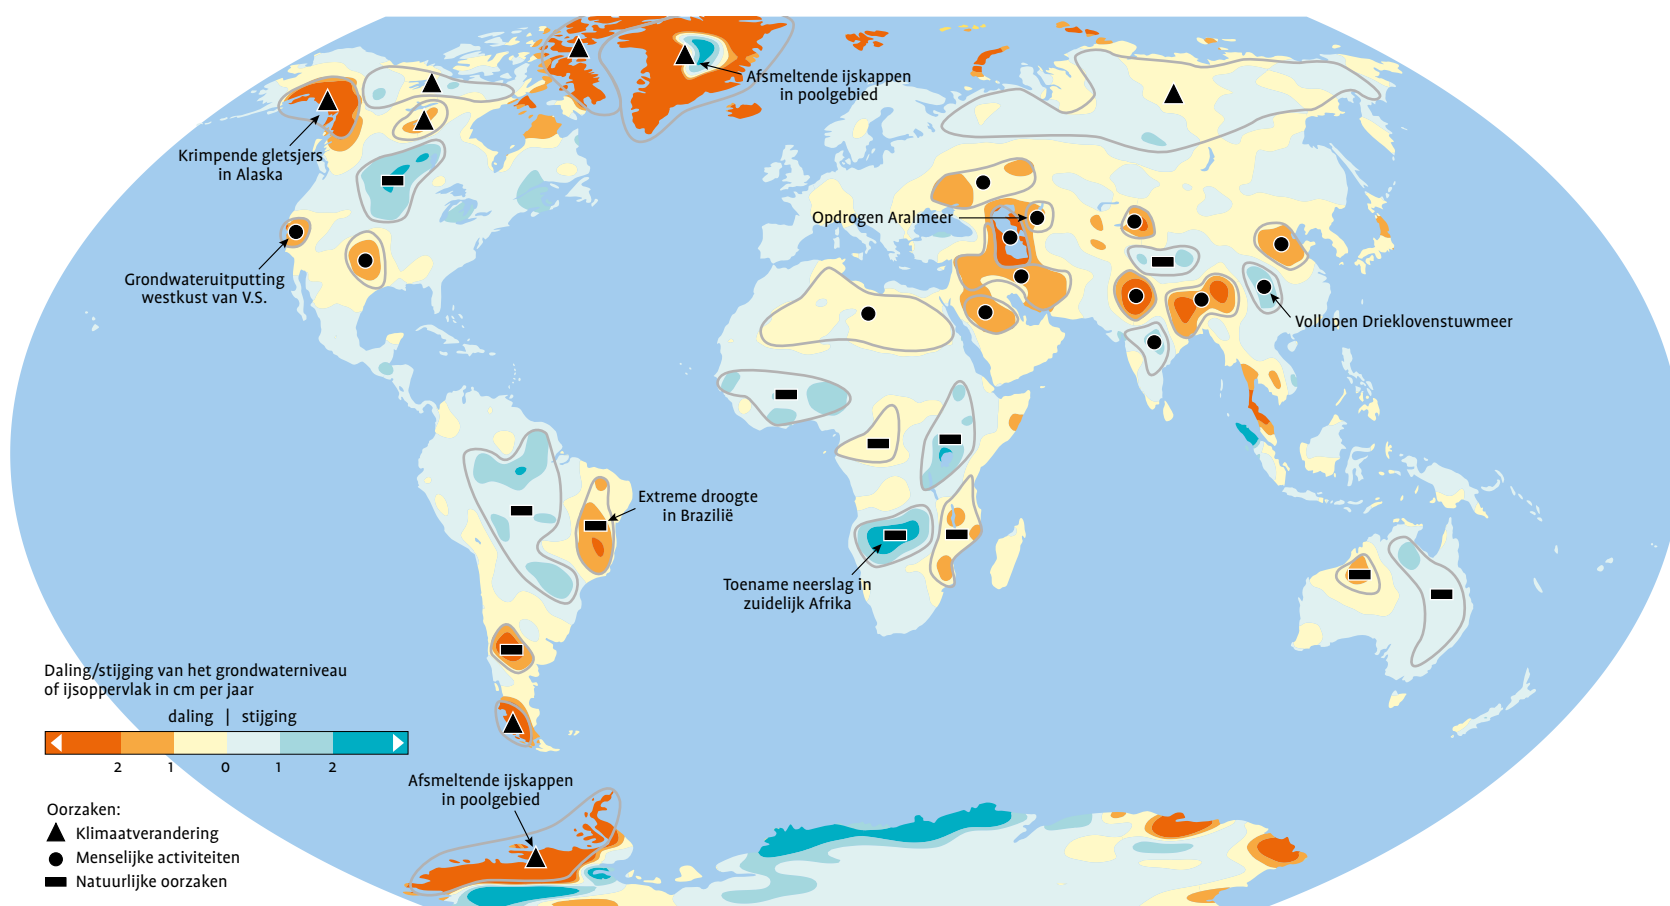 Afsmeltende ijskappen
in poolgebied
Krimpende gletsjers
in Alaska
Opdrogen Aralmeer
Grondwateruitputting
westkust van V.S.
Vollopen Drieklovenstuwmeer
Extreme droogte
in Brazilië
Toename neerslag in
zuidelijk Afrika
Daling/stijging van het grondwaterniveau
of ijsoppervlak in cm per jaar
daling | stijging
2 1 0 1 2
Afsmeltende ijskappen
in poolgebied
Oorzaken:
Klimaatverandering
Menselijke activiteiten
Natuurlijke oorzaken